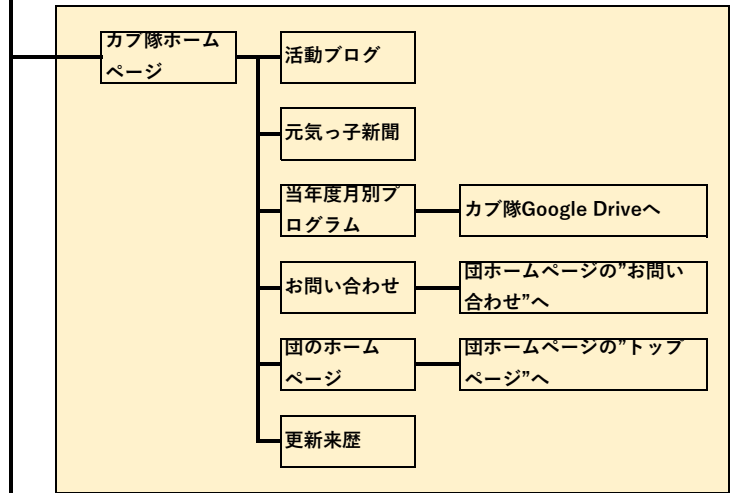 カブ隊ホーム
ページ
活動ブログ
元気っ子新聞
当年度月別プ
ログラム
カブ隊Google Driveへ
お問い合わせ
団ホームページの”お問い
合わせ”へ
団のホーム
ページ
団ホームページの”トップ
ページ”へ
更新来歴